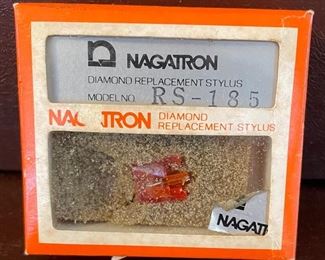 NAGATRON
DIAMOND REPLACEMENT STYLUS
MODEL NO. RS-185
NAGATRON DIAMOND
REPLACEMENT STYLUS
NAGATR